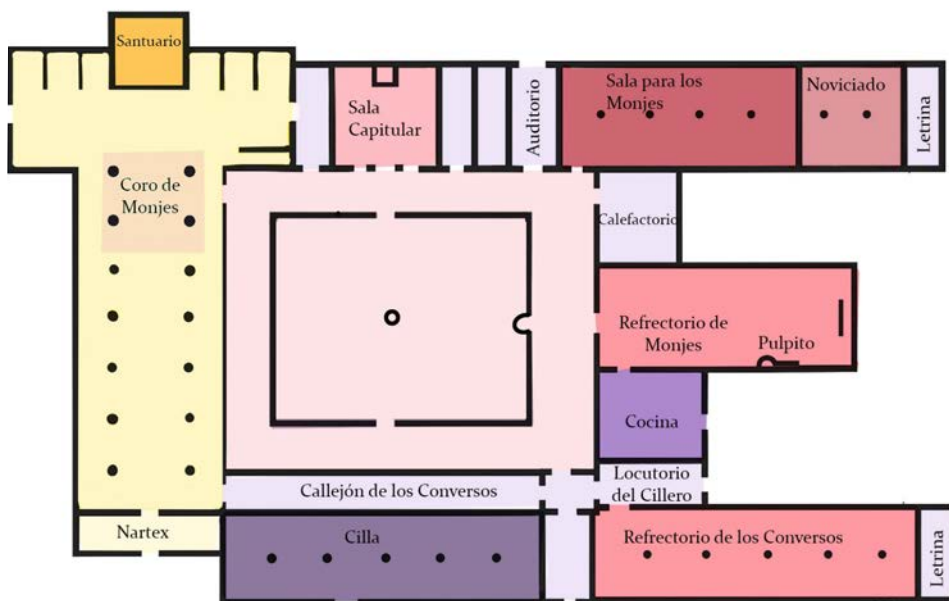 Santuario
Sala para los
Monjes
Noviciado
Letrina
Auditorio
Sala
Capitular
Coro de
Monjes
Calefactorio
Refrectorio de
Monjes
Pulpito
Cocina
Locutorio
del Cillero
Callejón de los Conversos
Nartex
Cilla
Refrectorio de los Conversos
Letrina